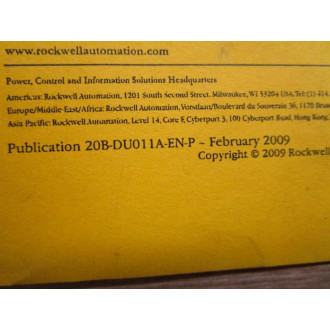 www.rockwellautomation.com
Power, Control and Information Solutions Headquarters
Americas: Rockwell Automation, 1201 South Second Street, Milwaukee, WI 53204 USA, Tel: (1) 414.
Europe/Middle East/Africa: Rockwell Automation, Vorstlaan/Boulevard du Souverain 36, 1170 Brus
Asia Pacific: Rockwell Automation, Level 14, Core F, Cyberport 3, 100 Cyberport Road, Hong Kong,
Publication 20B-DU011A-EN-P – February 2009
Copyright © 2009 Rockwell